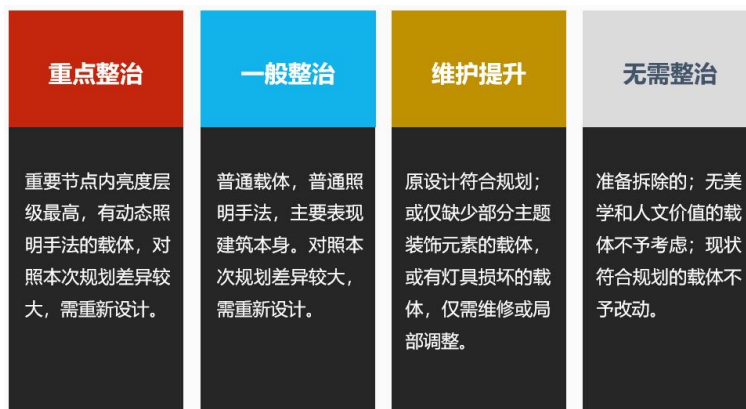 重点整治
重要节点内亮度层
级最高，有动态照
明手法的载体，对
照本次规划差异较
大，需重新设计。
一般整治
普通载体，普通照
明手法，主要表现
建筑本身。对照本
次规划差异较大，
需重新设计。
维护提升
原设计符合规划；
或仅缺少部分主题
装饰元素的载体，
或有灯具损坏的载
体，仅需维修或局
部调整。
无需整治
准备拆除的；无美
学和人文价值的载
体不予考虑；现状
符合规划的载体不
予改动。